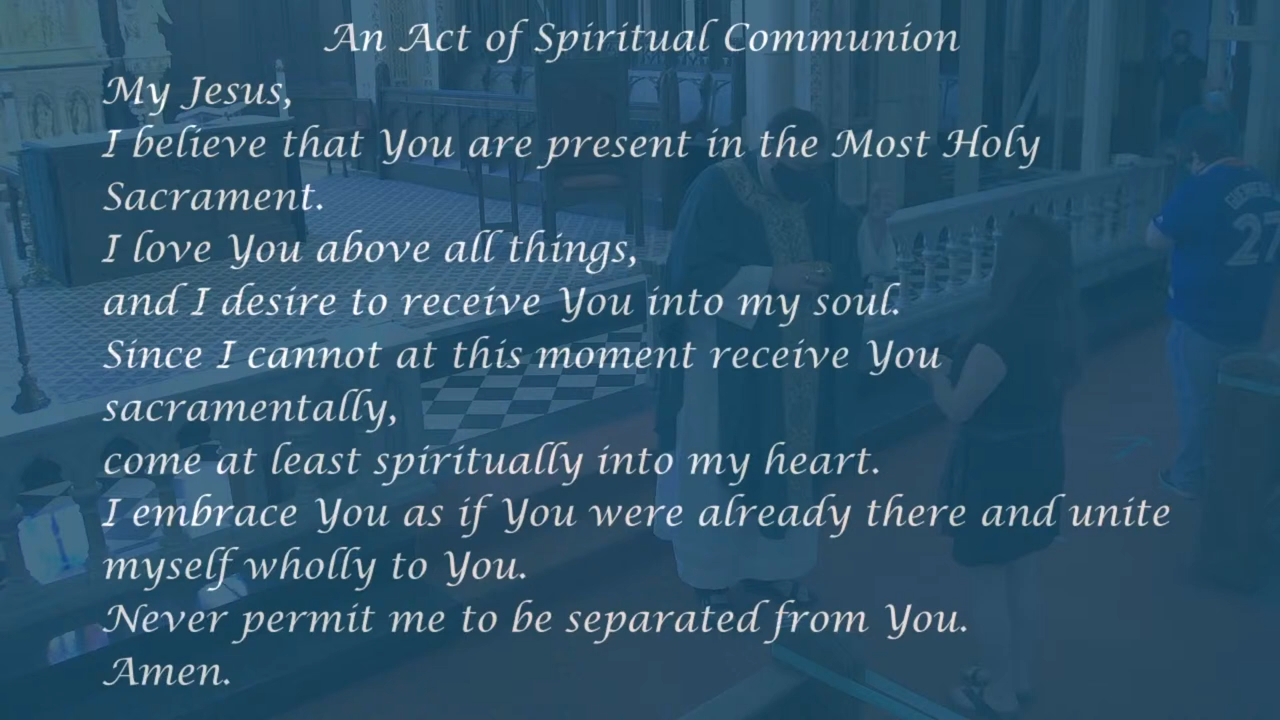 An Act of Spiritual Communion
My Jesus,
I believe that You are present in the Most Holy
Sacrament.
I love You above all things,
and I desire to receive You into my soul.
Since I cannot at this moment receive You
sacramentally,
come at least spiritually into my heart.
I embrace You as if You were already there and unite
myself wholly to You.
Never permit me to be separated from You.
Amen.
27